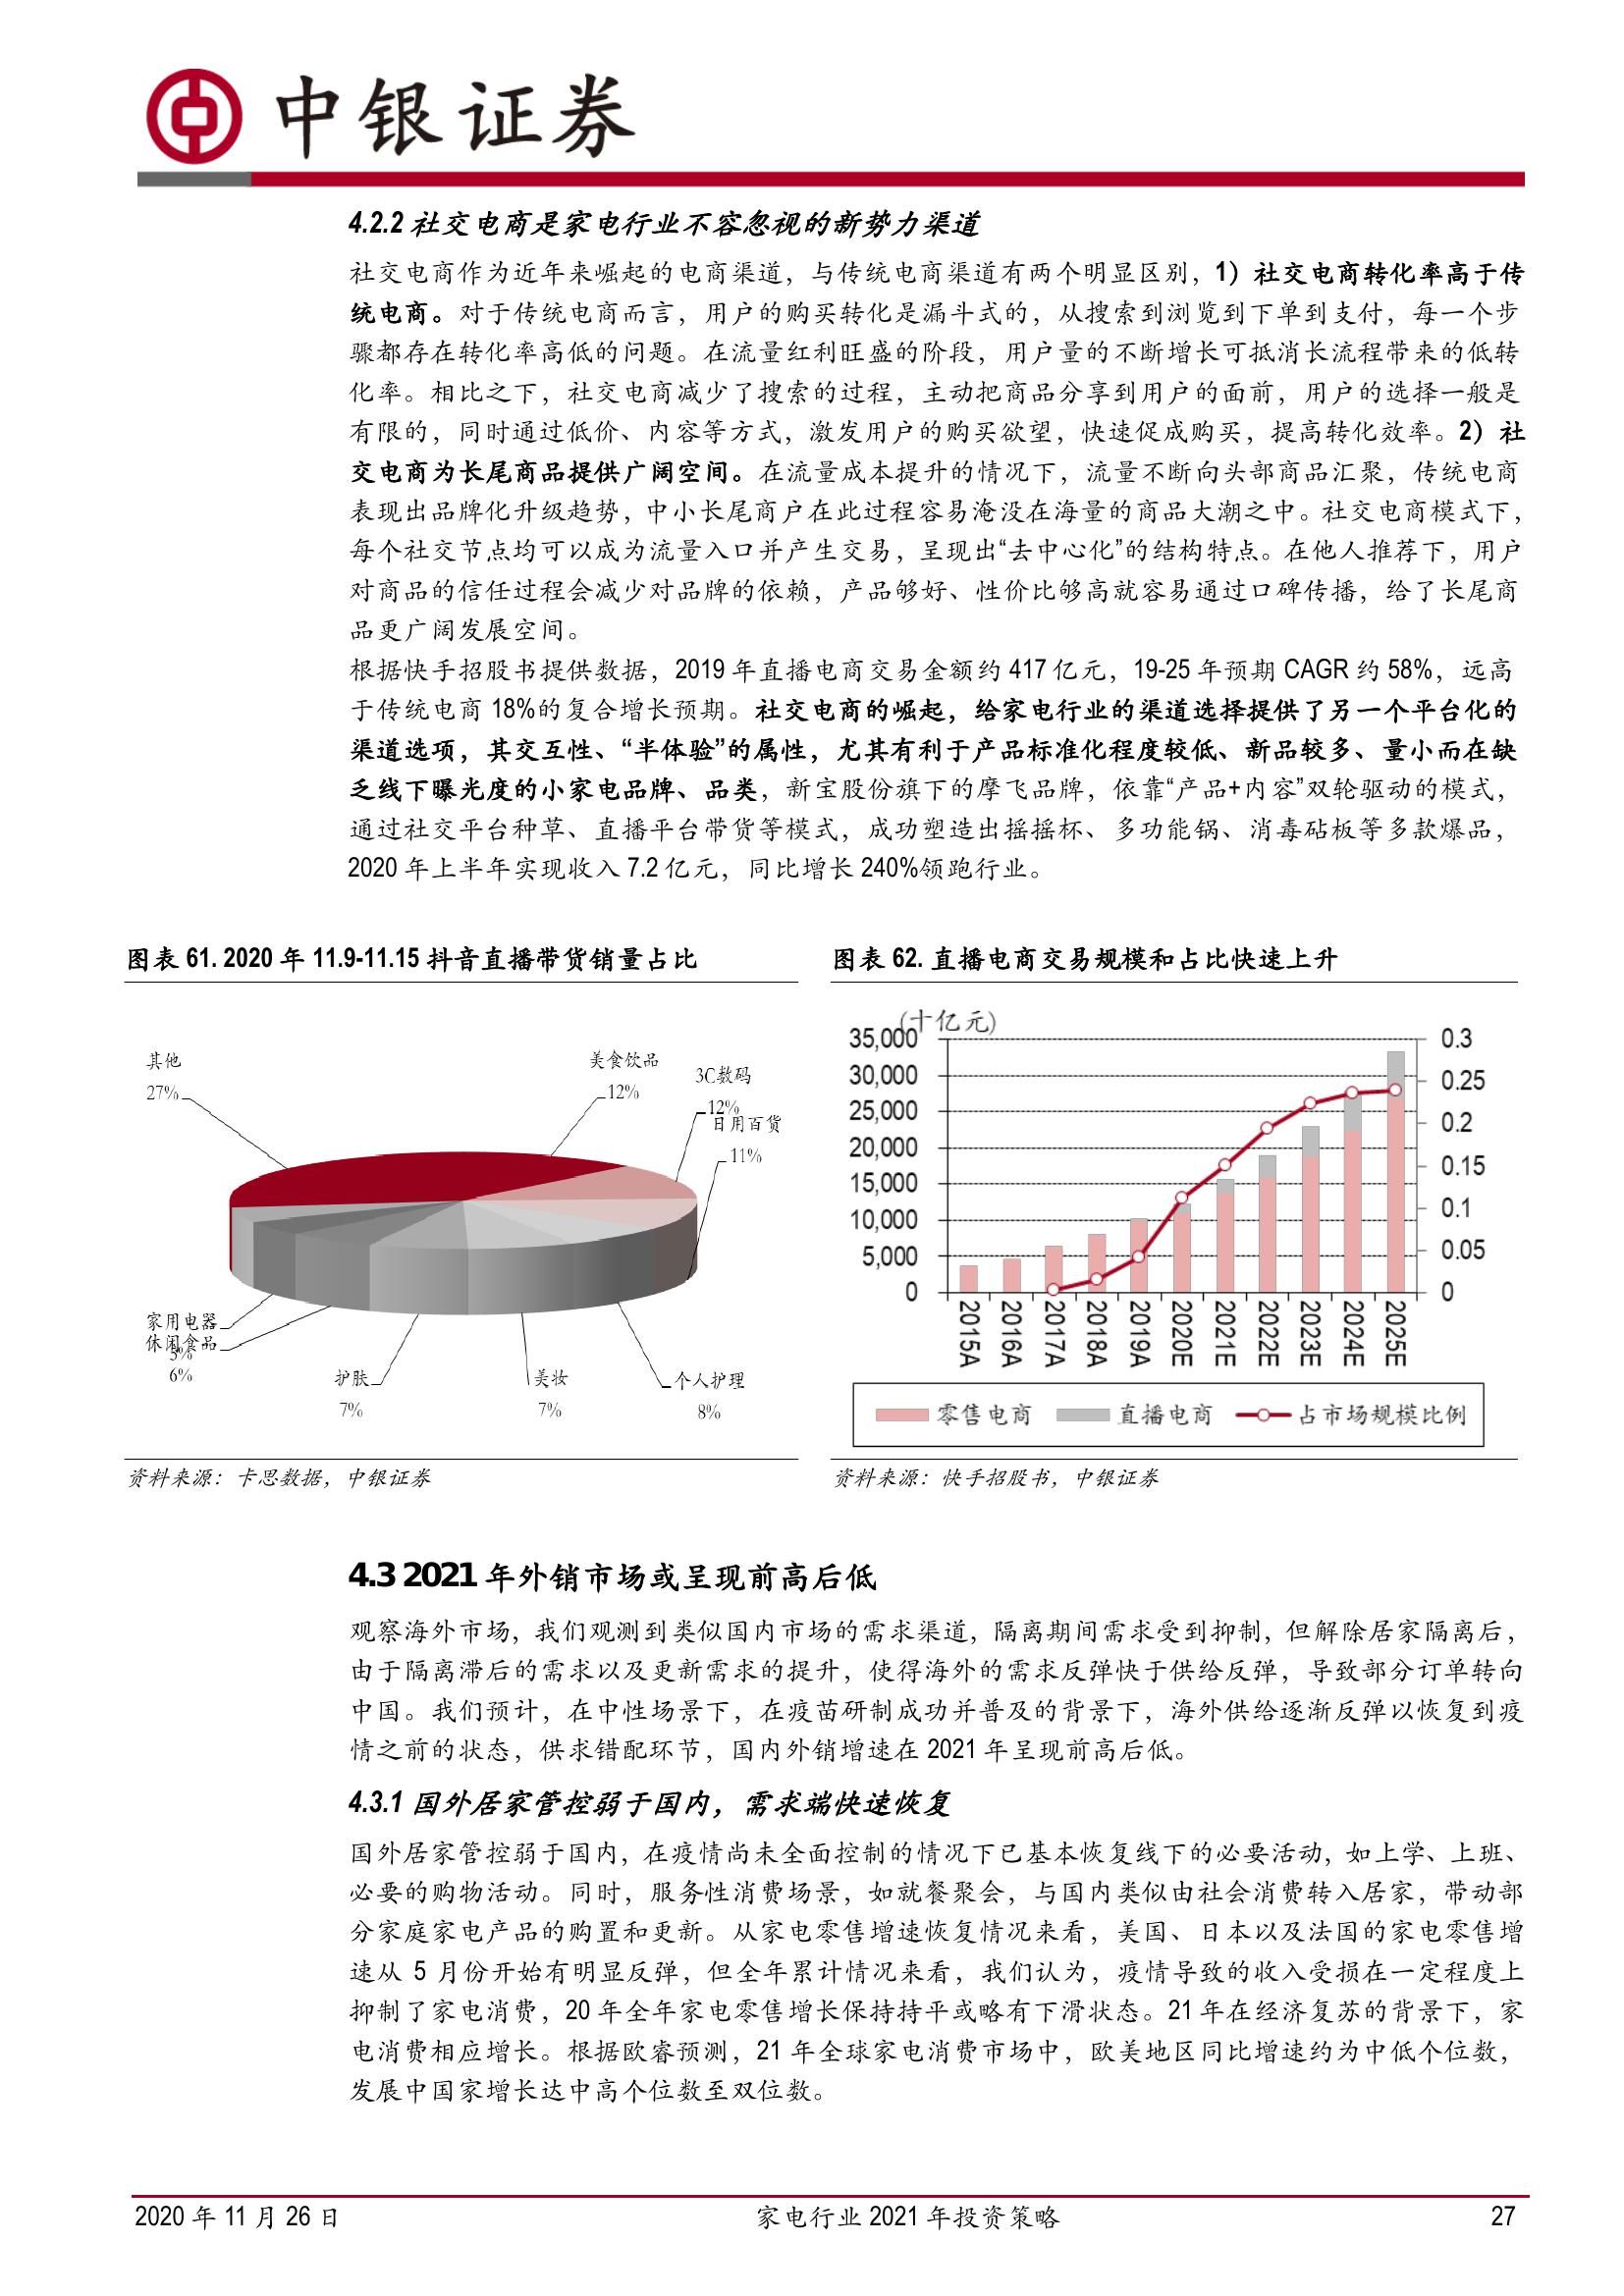 中银证券
4.2.2 社交电商是家电行业不容忽视的新势力渠道
社交电商作为近年来崛起的电商渠道，与传统电商渠道有两个明显区别，1）社交电商转化率高于传
统电商。对于传统电商而言，用户的购买转化是漏斗式的，从搜索到浏览到下单到支付，每一个步
骤都存在转化率高低的问题。在流量红利旺盛的阶段，用户量的不断增长可抵消长流程带来的低转
化率。相比之下，社交电商减少了搜索的过程，主动把商品分享到用户的面前，用户的选择一般是
有限的，同时通过低价、内容等方式，激发用户的购买欲望，快速促成购买，提高转化效率。2）社
交电商为长尾商品提供广阔空间。在流量成本提升的情况下，流量不断向头部商品汇聚，传统电商
表现出品牌化升级趋势，中小长尾商户在此过程容易淹没在海量的商品大潮之中。社交电商模式下，
每个社交节点均可以成为流量入口并产生交易，呈现出“去中心化”的结构特点。在他人推荐下，用户
对商品的信任过程会减少对品牌的依赖，产品够好、性价比够高就容易通过口碑传播，给了长尾商
品更广阔发展空间。
根据快手招股书提供数据，2019 年直播电商交易金额约 417 亿元，19-25 年预期 CAGR 约 58%，远高
于传统电商 18%的复合增长预期。社交电商的崛起，给家电行业的渠道选择提供了另一个平台化的
渠道选项，其交互性、“半体验”的属性，尤其有利于产品标准化程度较低、新品较多、量小而在缺
乏线下曝光度的小家电品牌、品类，新宝股份旗下的摩飞品牌，依靠“产品+内容”双轮驱动的模式，
通过社交平台种草、直播平台带货等模式，成功塑造出摇摇杯、多功能锅、消毒砧板等多款爆品，
2020 年上半年实现收入 7.2 亿元，同比增长 240%领跑行业。
图表 61. 2020 年 11.9-11.15 抖音直播带货销量占比
其他
27%
美食饮品
12%
3C数码
12%
日用百货
11%
家用电器
休闲食品
5%
6%
护肤
7%
美妆
7%
个人护理
8%
资料来源：卡思数据，中银证券
图表 62. 直播电商交易规模和占比快速上升
(十亿元)
35,000
30,000
25,000
20,000
15,000
10,000
5,000
0
0.3
0.25
0.2
0.15
0.1
0.05
0
2015A
2016A
2017A
2018A
2019A
2020E
2021E
2022E
2023E
2024E
2025E
零售电商 直播电商 占市场规模比例
资料来源：快手招股书，中银证券
4.3 2021 年外销市场或呈现前高后低
观察海外市场，我们观测到类似国内市场的需求渠道，隔离期间需求受到抑制，但解除居家隔离后，
由于隔离滞后的需求以及更新需求的提升，使得海外的需求反弹快于供给反弹，导致部分订单转向
中国。我们预计，在中性场景下，在疫苗研制成功并普及的背景下，海外供给逐渐反弹以恢复到疫
情之前的状态，供求错配环节，国内外销增速在 2021 年呈现前高后低。
4.3.1 国外居家管控弱于国内，需求端快速恢复
国外居家管控弱于国内，在疫情尚未全面控制的情况下已基本恢复线下的必要活动，如上学、上班、
必要的购物活动。同时，服务性消费场景，如就餐聚会，与国内类似由社会消费转入居家，带动部
分家庭家电产品的购置和更新。从家电零售增速恢复情况来看，美国、日本以及法国的家电零售增
速从 5 月份开始有明显反弹，但全年累计情况来看，我们认为，疫情导致的收入受损在一定程度上
抑制了家电消费，20 年全年家电零售增长保持持平或略有下滑状态。21 年在经济复苏的背景下，家
电消费相应增长。根据欧睿预测，21 年全球家电消费市场中，欧美地区同比增速约为中低个位数，
发展中国家增长达中高个位数至双位数。
2020 年 11 月 26 日
家电行业 2021 年投资策略
27